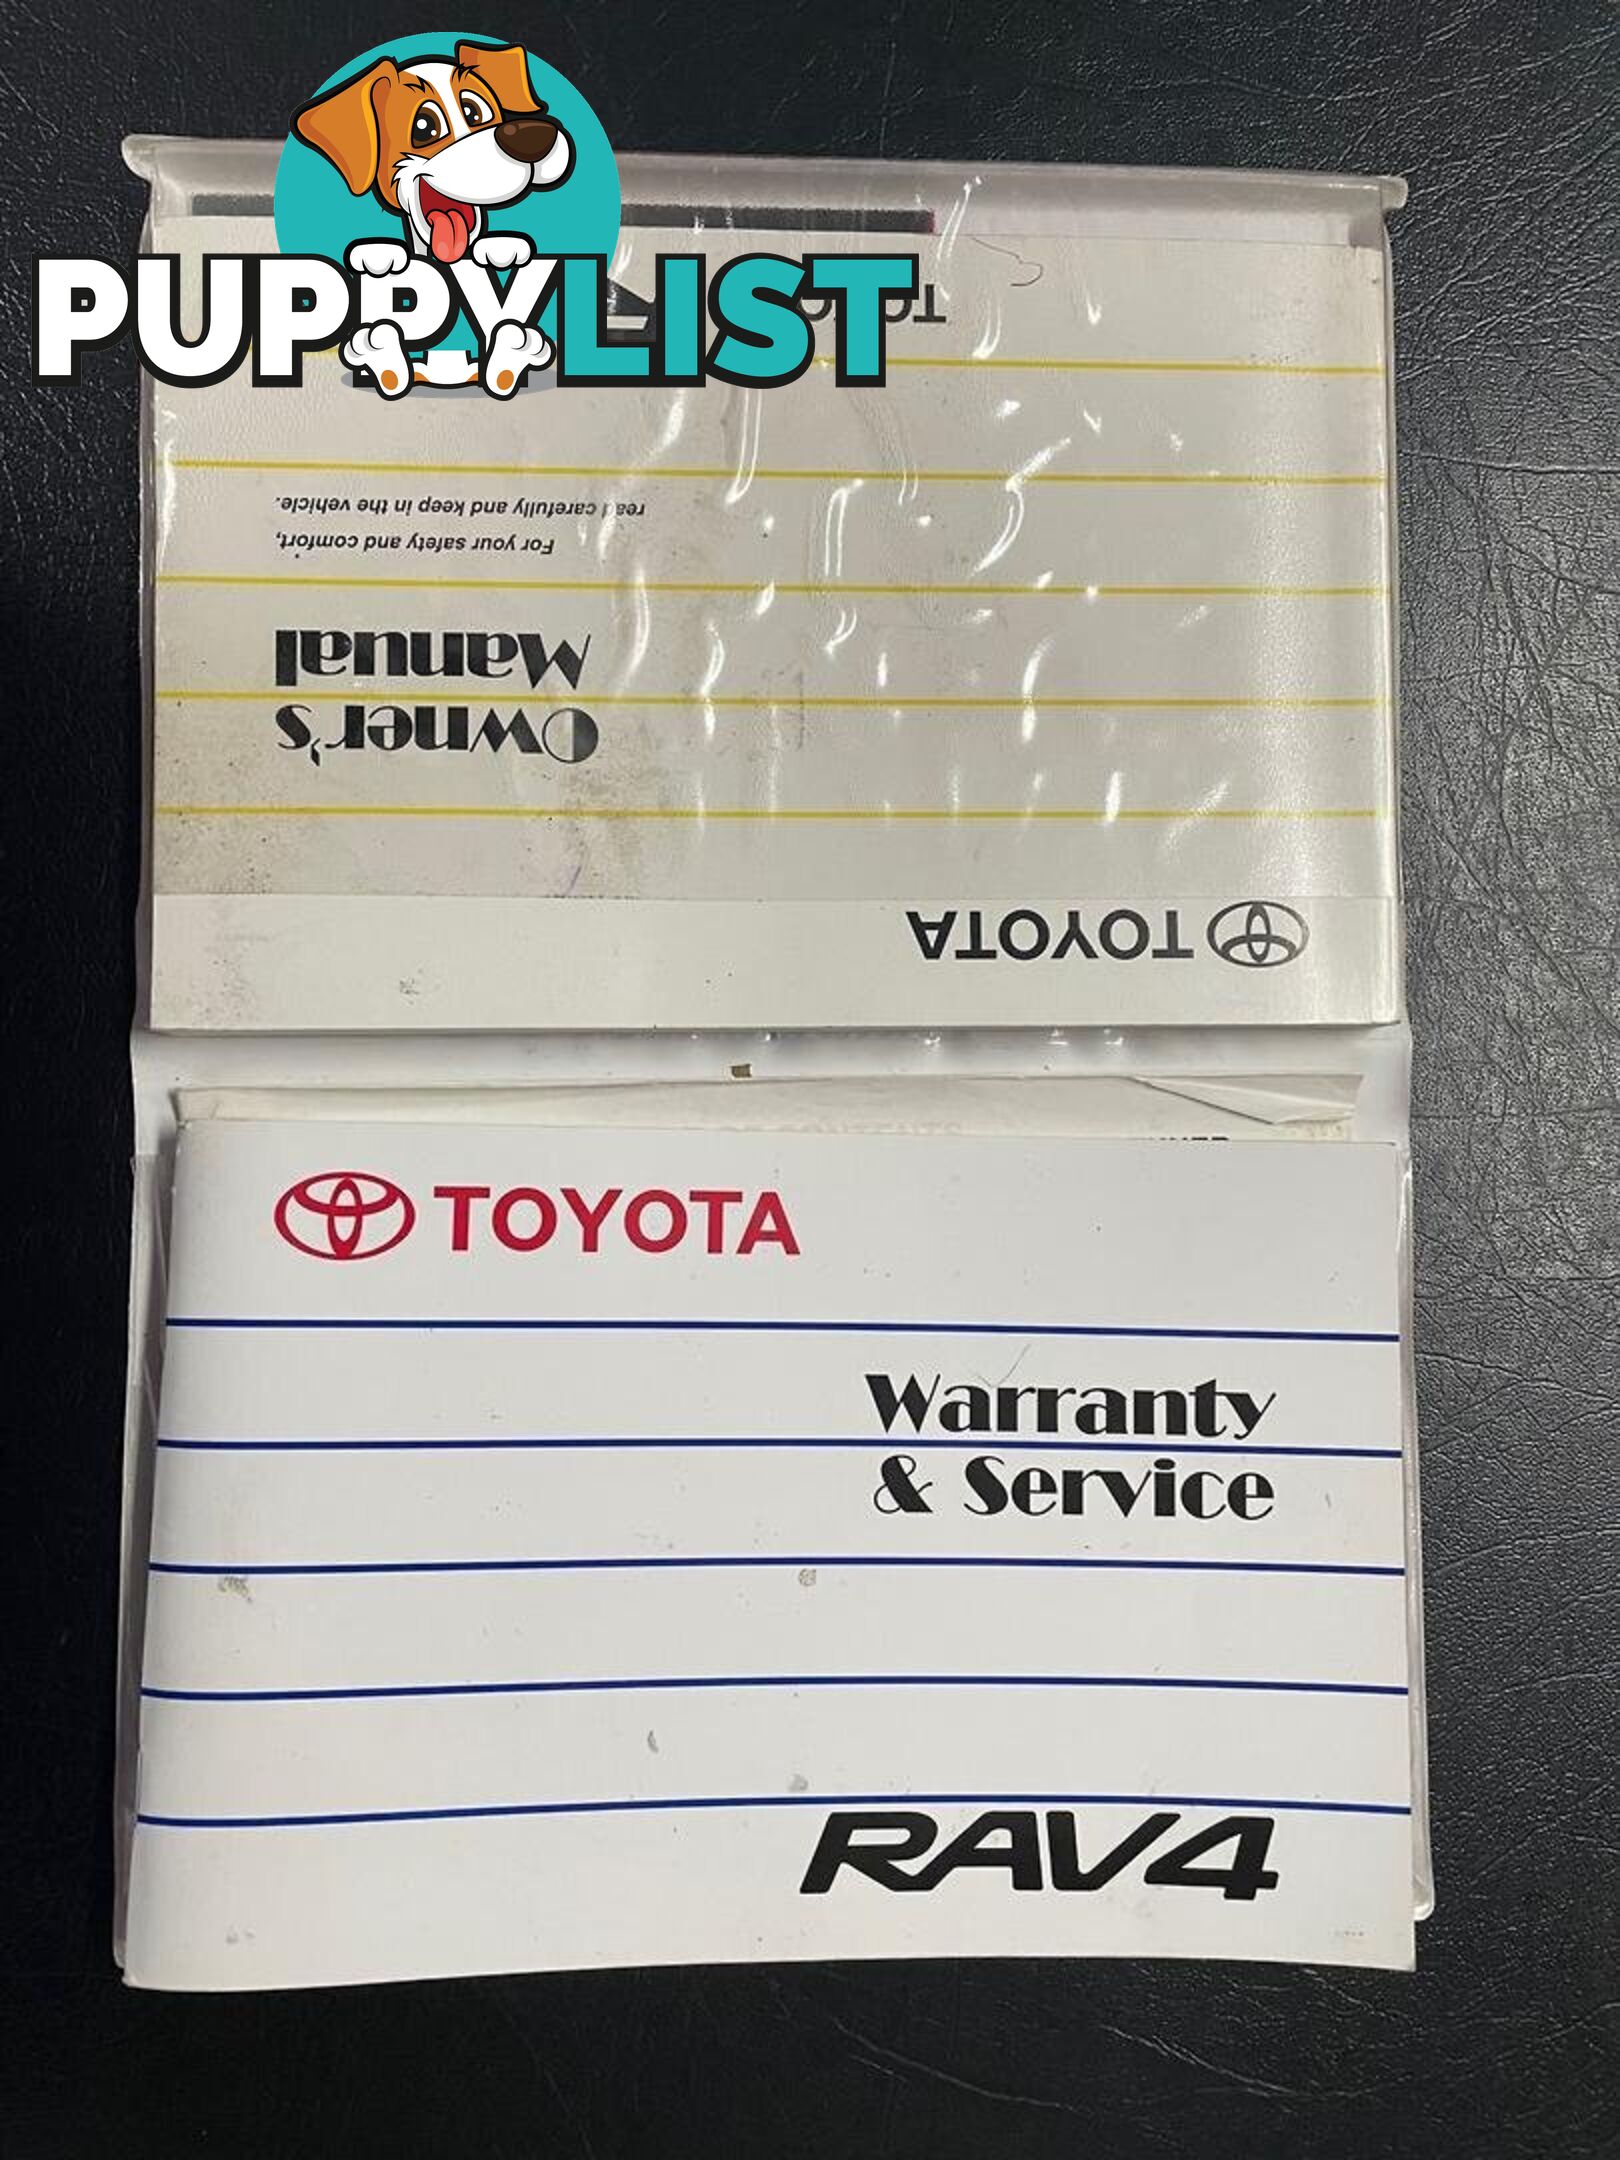 PUPPYLIST
TOYOTA
Owner's
Manual
For your safety and comfort,
read carefully and keep in the vehicle.
TOYOTA
Warranty
& Service
RAV4